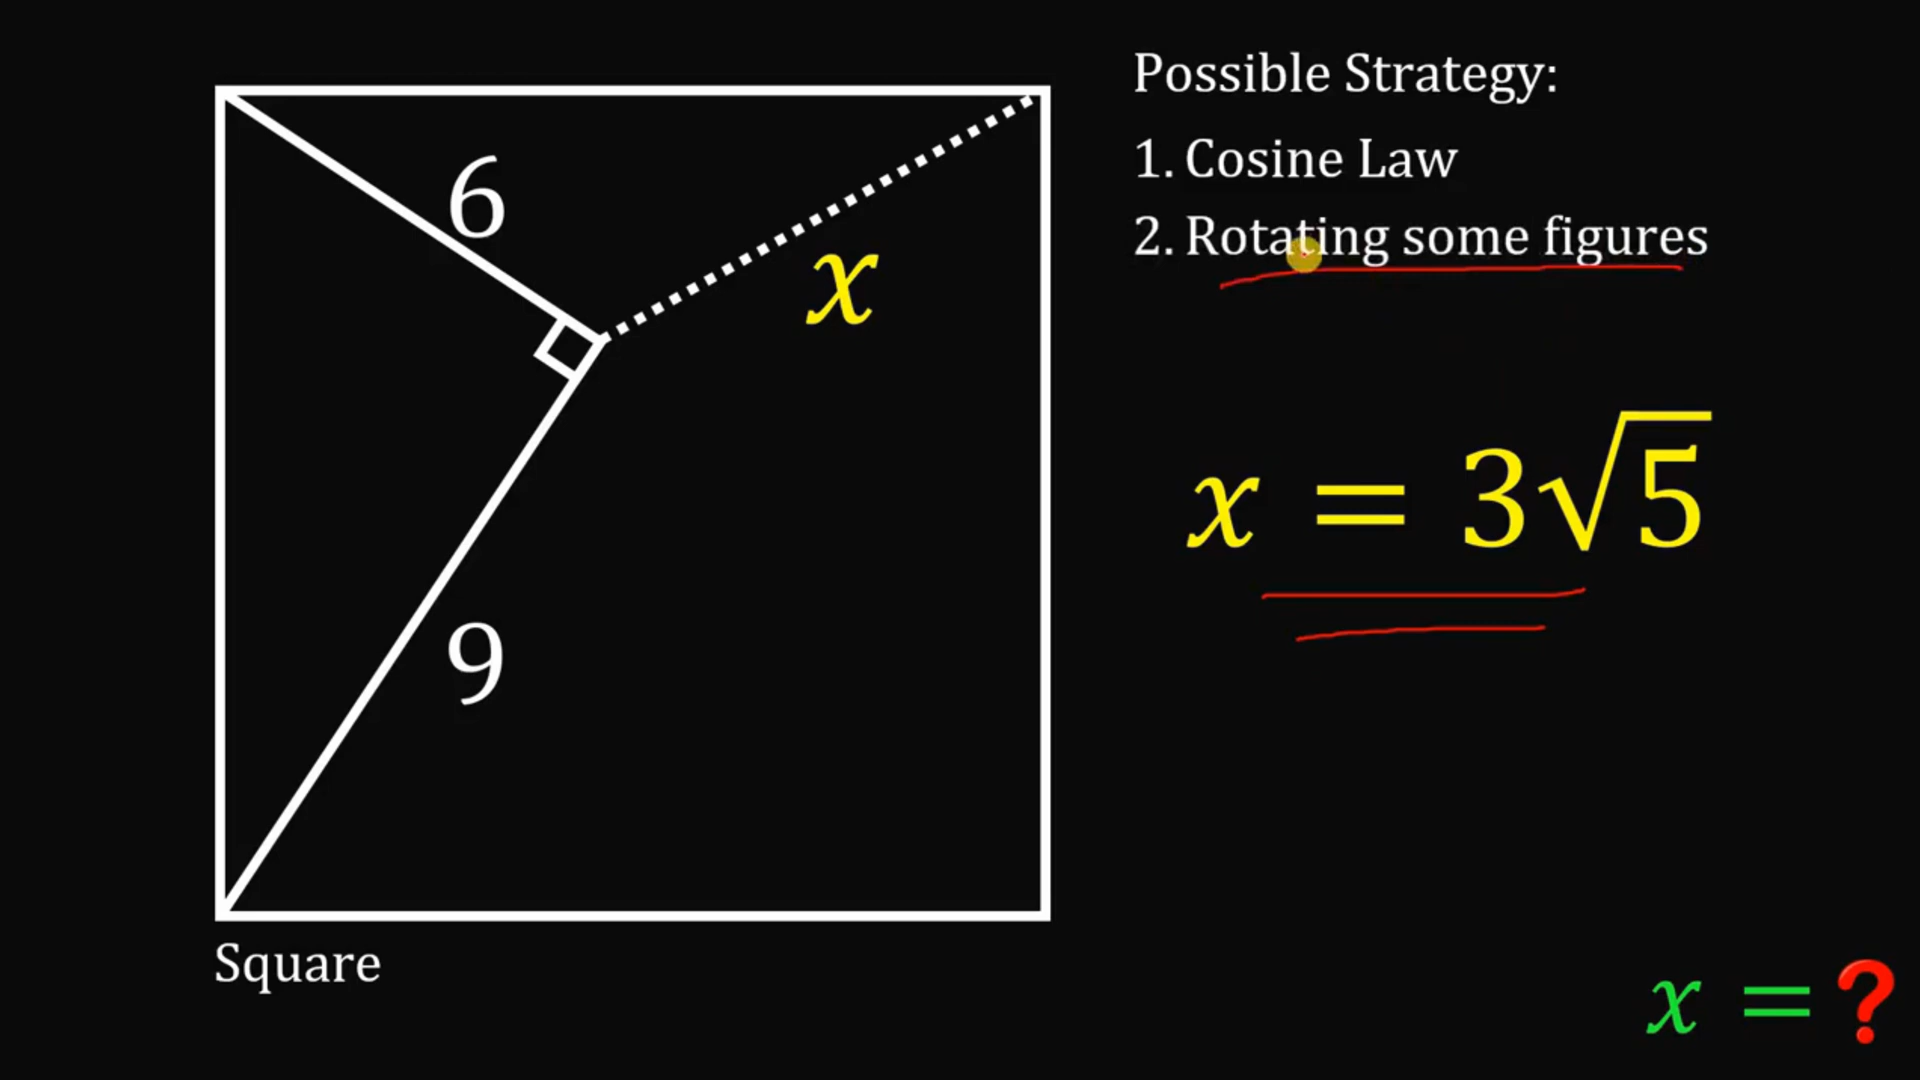 Possible Strategy:
1. Cosine Law
2. Rotating some figures
6
x
x = 3√5
9
Square
x = ?